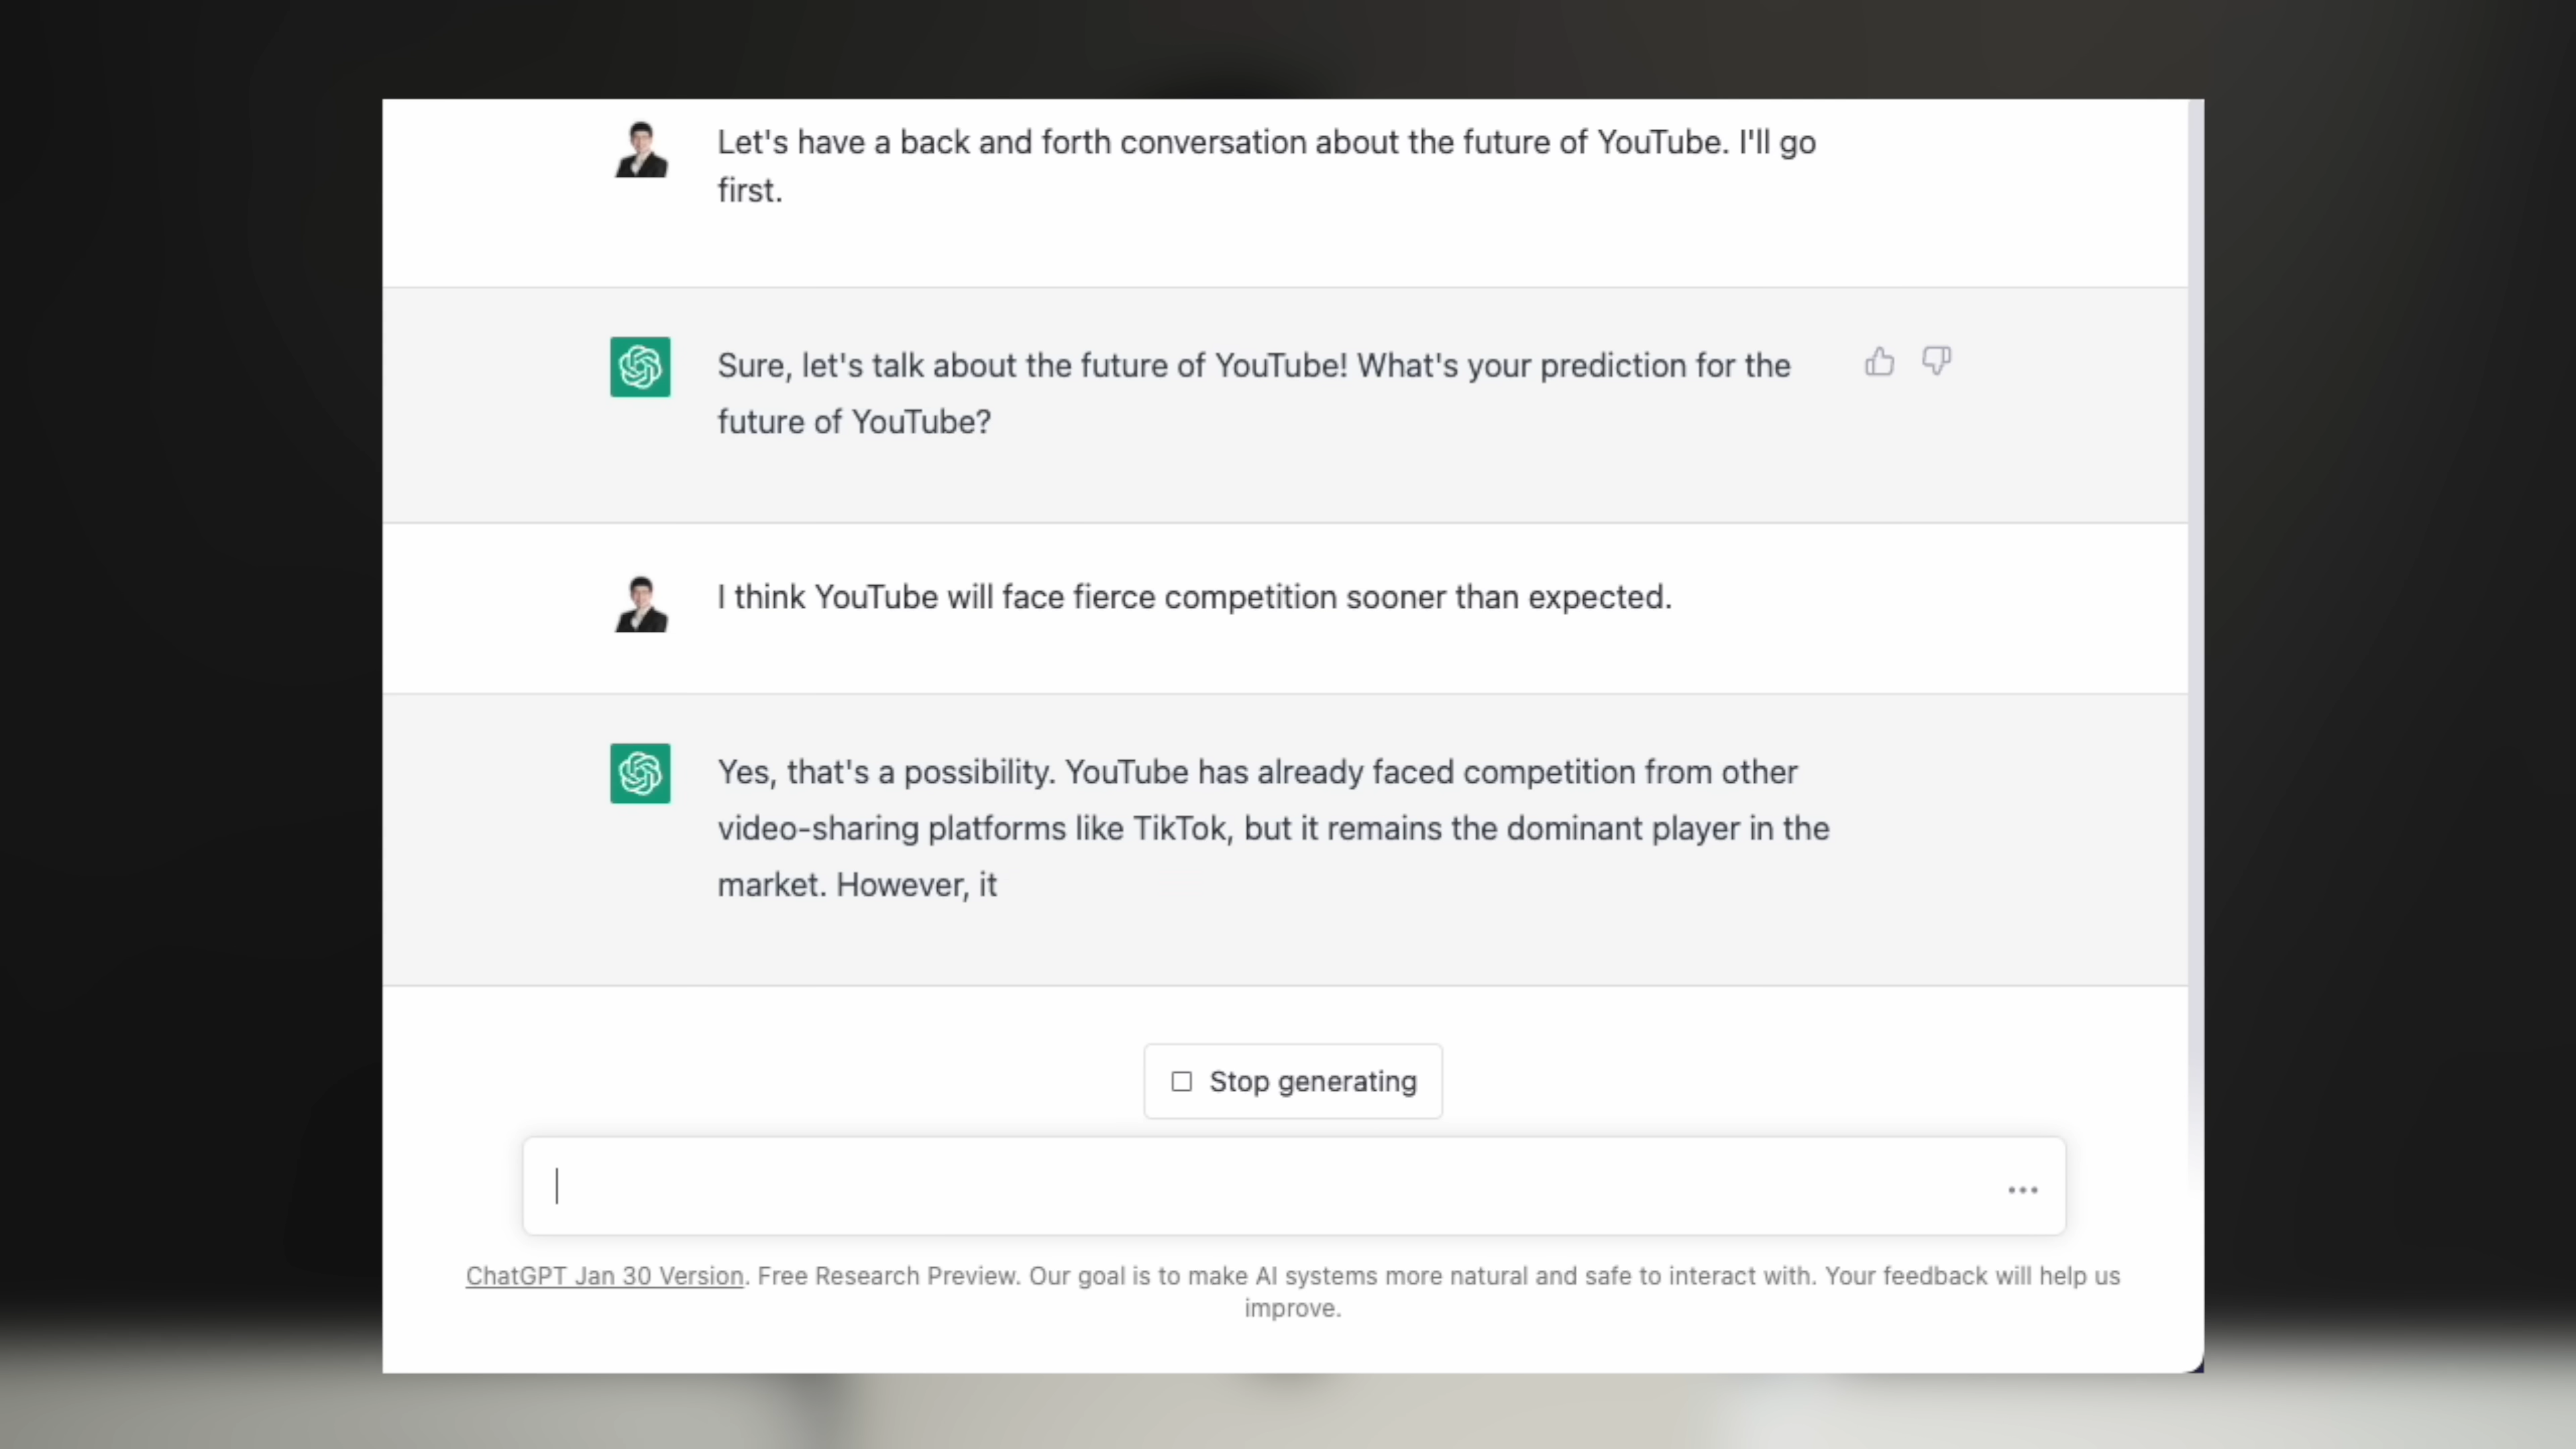 Let's have a back and forth conversation about the future of YouTube. I'll go
first.
Sure, let's talk about the future of YouTube! What's your prediction for the
future of YouTube?
I think YouTube will face fierce competition sooner than expected.
Yes, that's a possibility. YouTube has already faced competition from other
video-sharing platforms like TikTok, but it remains the dominant player in the
market. However, it
Stop generating
ChatGPT Jan 30 Version. Free Research Preview. Our goal is to make AI systems more natural and safe to interact with. Your feedback will help us
improve.